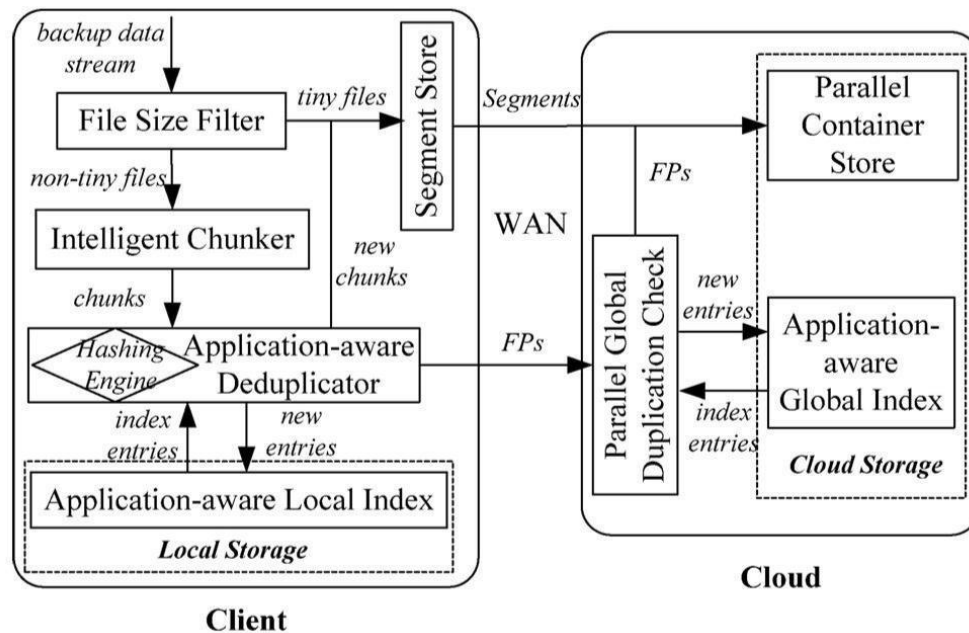 backup data
stream
File Size Filter
tiny files
Segment Store
non-tiny files
Intelligent Chunker
new
chunks
chunks
Hashing
Engine
Application-aware
Deduplicator
index
entries
new
entries
Application-aware Local Index
Local Storage
Client
Segments
WAN
FPs
FPs
Parallel Global
Duplication Check
new
entries
index
entries
Parallel
Container
Store
Application-
aware
Global Index
Cloud Storage
Cloud